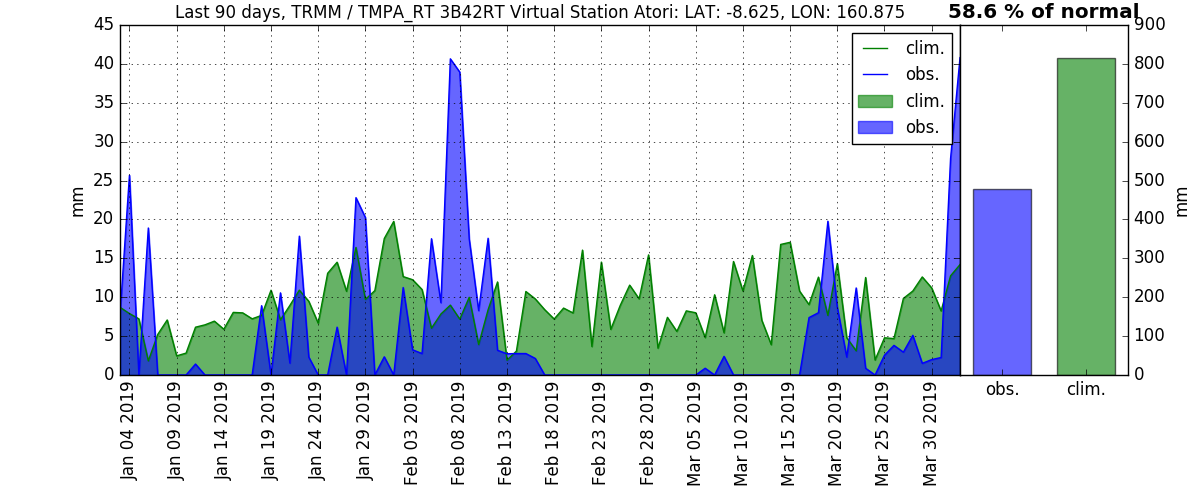 Last 90 days, TRMM / TMPA_RT 3B42RT Virtual Station Atori: LAT: -8.625, LON: 160.875
58.6 % of normal
45
40
35
30
25
20
15
10
5
0
mm
clim.
obs.
clim.
obs.
Jan 04 2019
Jan 09 2019
Jan 14 2019
Jan 19 2019
Jan 24 2019
Jan 29 2019
Feb 03 2019
Feb 08 2019
Feb 13 2019
Feb 18 2019
Feb 23 2019
Feb 28 2019
Mar 05 2019
Mar 10 2019
Mar 15 2019
Mar 20 2019
Mar 25 2019
Mar 30 2019
900
800
700
600
500
400
300
200
100
0
mm
obs.
clim.